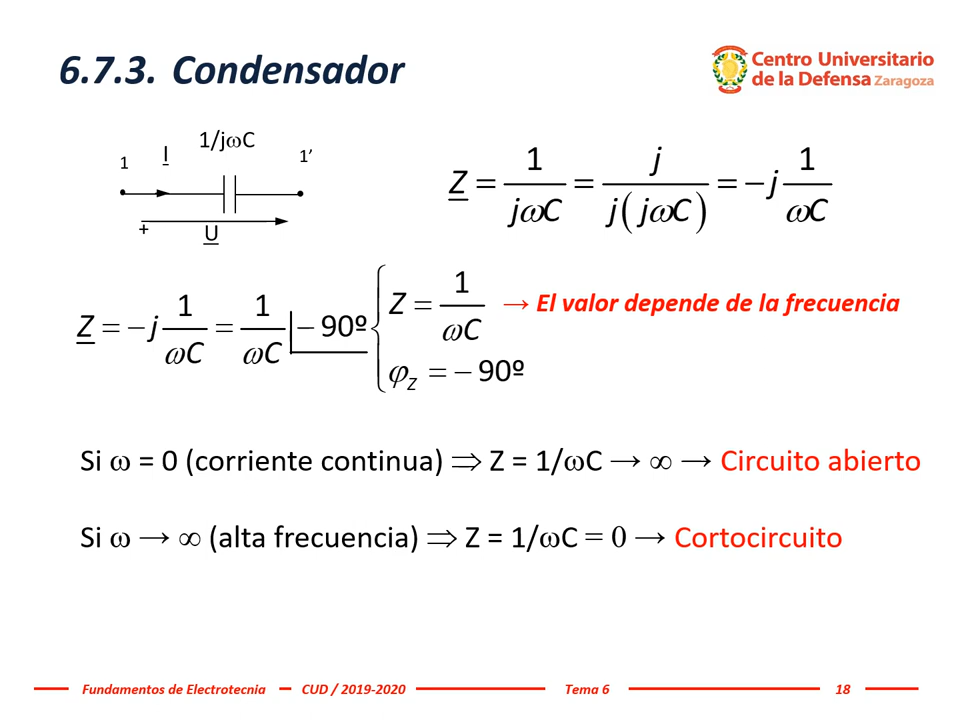 6.7.3. Condensador
Centro Universitario
de la Defensa Zaragoza
1/jωC
1 I 1’
+ U
Z = 1/jωC = j/j(jωC) = −j 1/ωC
Z = −j 1/ωC = 1/ωC |−90º { Z = 1/ωC → El valor depende de la frecuencia
φZ = −90º
Si ω = 0 (corriente continua) ⇒ Z = 1/ωC → ∞ → Circuito abierto
Si ω → ∞ (alta frecuencia) ⇒ Z = 1/ωC = 0 → Cortocircuito
Fundamentos de Electrotecnia CUD / 2019-2020 Tema 6 18